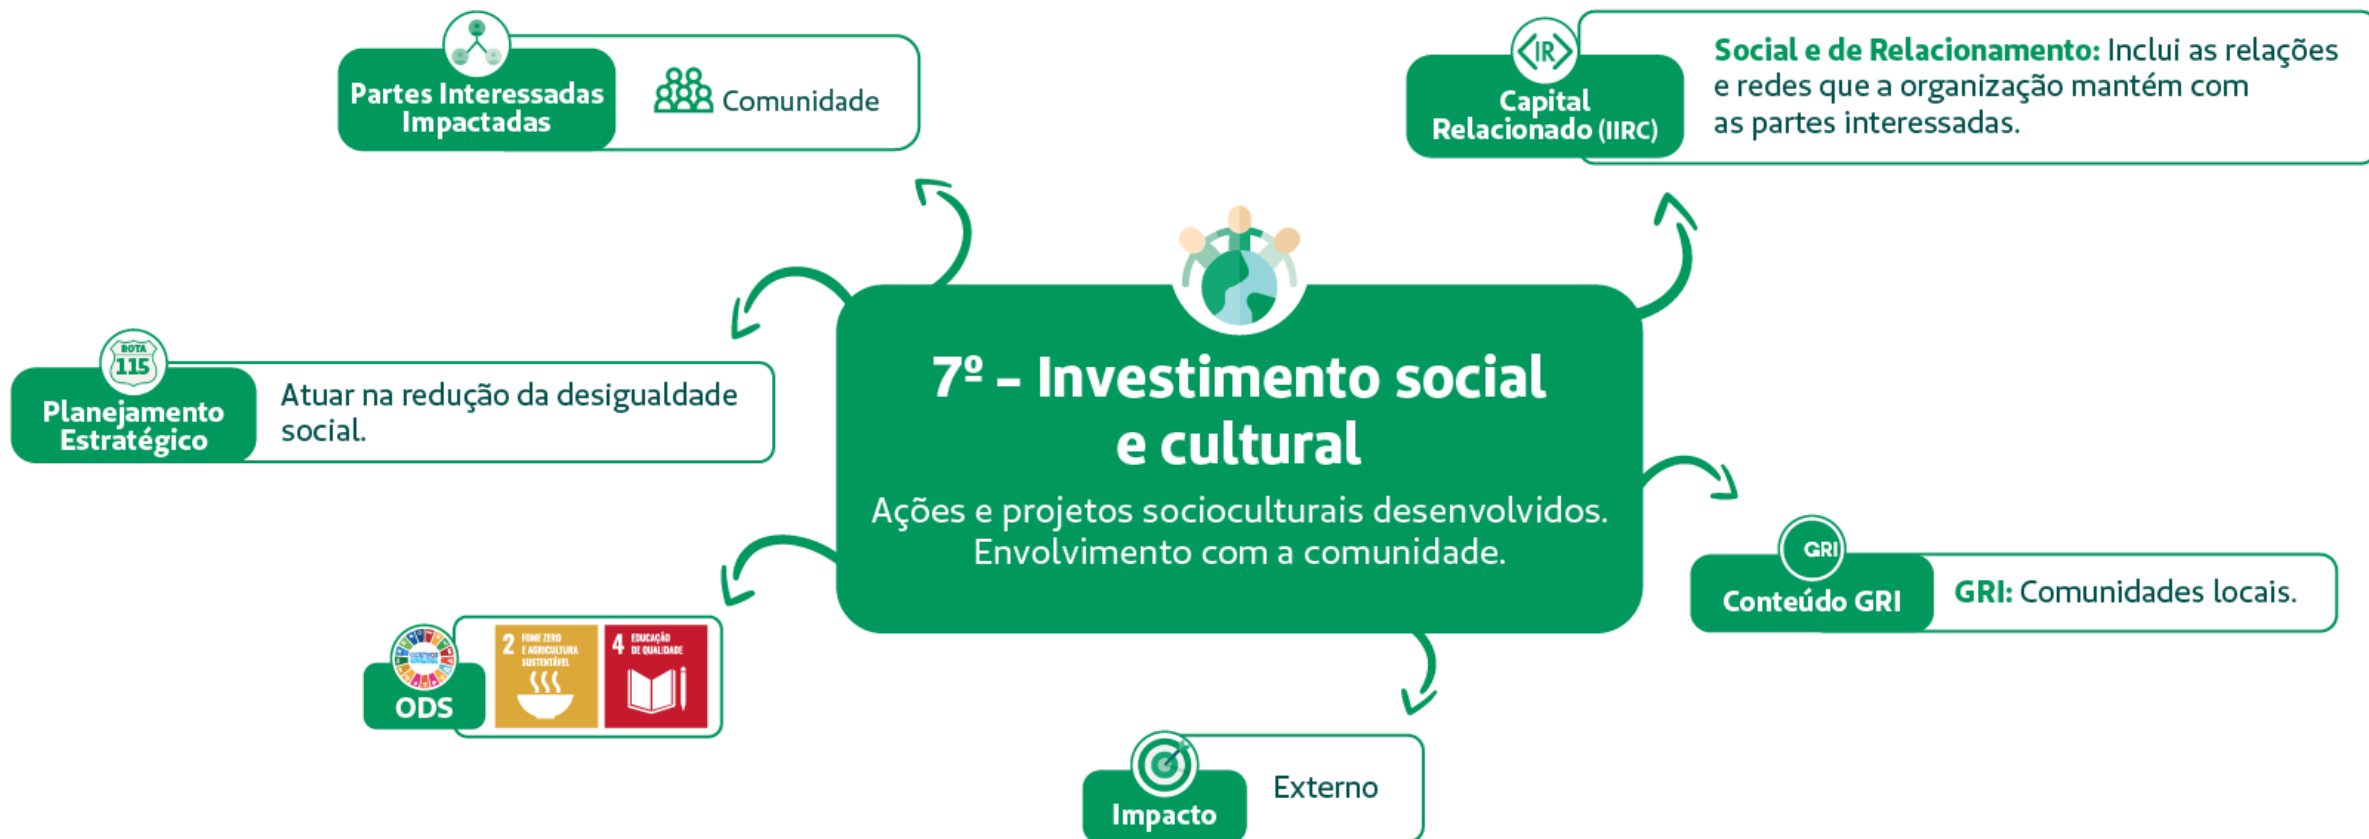 Partes Interessadas
Impactadas
Comunidade
IR
Capital
Relacionado (IIRC)
Social e de Relacionamento: Inclui as relações
e redes que a organização mantém com
as partes interessadas.
ROTA
115
Planejamento
Estratégico
Atuar na redução da desigualdade
social.
7º – Investimento social
e cultural
Ações e projetos socioculturais desenvolvidos.
Envolvimento com a comunidade.
GRI
Conteúdo GRI
GRI: Comunidades locais.
ODS
2 FOME ZERO
E AGRICULTURA
SUSTENTÁVEL
4 EDUCAÇÃO
DE QUALIDADE
Impacto
Externo